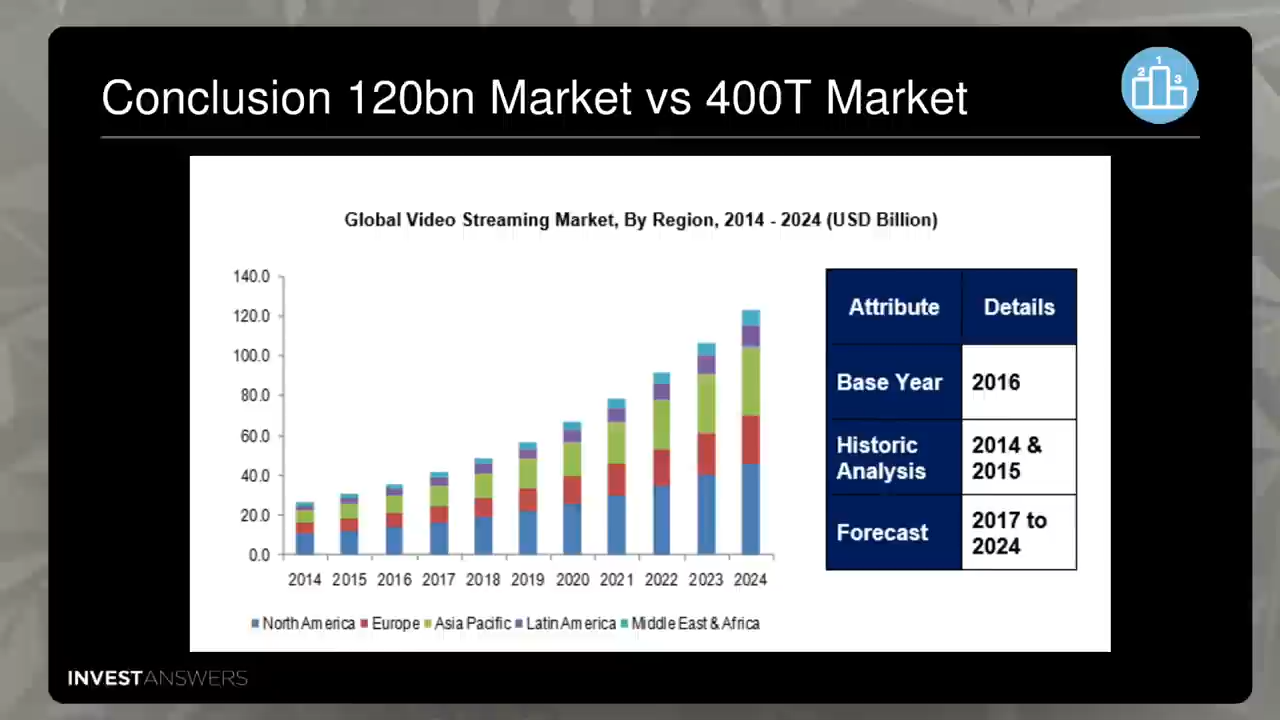 Conclusion 120bn Market vs 400T Market
2
1
3
Global Video Streaming Market, By Region, 2014 - 2024 (USD Billion)
140.0
120.0
100.0
80.0
60.0
40.0
20.0
0.0
2014 2015 2016 2017 2018 2019 2020 2021 2022 2023 2024
North America Europe Asia Pacific Latin America Middle East & Africa
Attribute Details
Base Year 2016
Historic 2014 &
Analysis 2015
Forecast 2017 to
2024
INVESTANSWERS